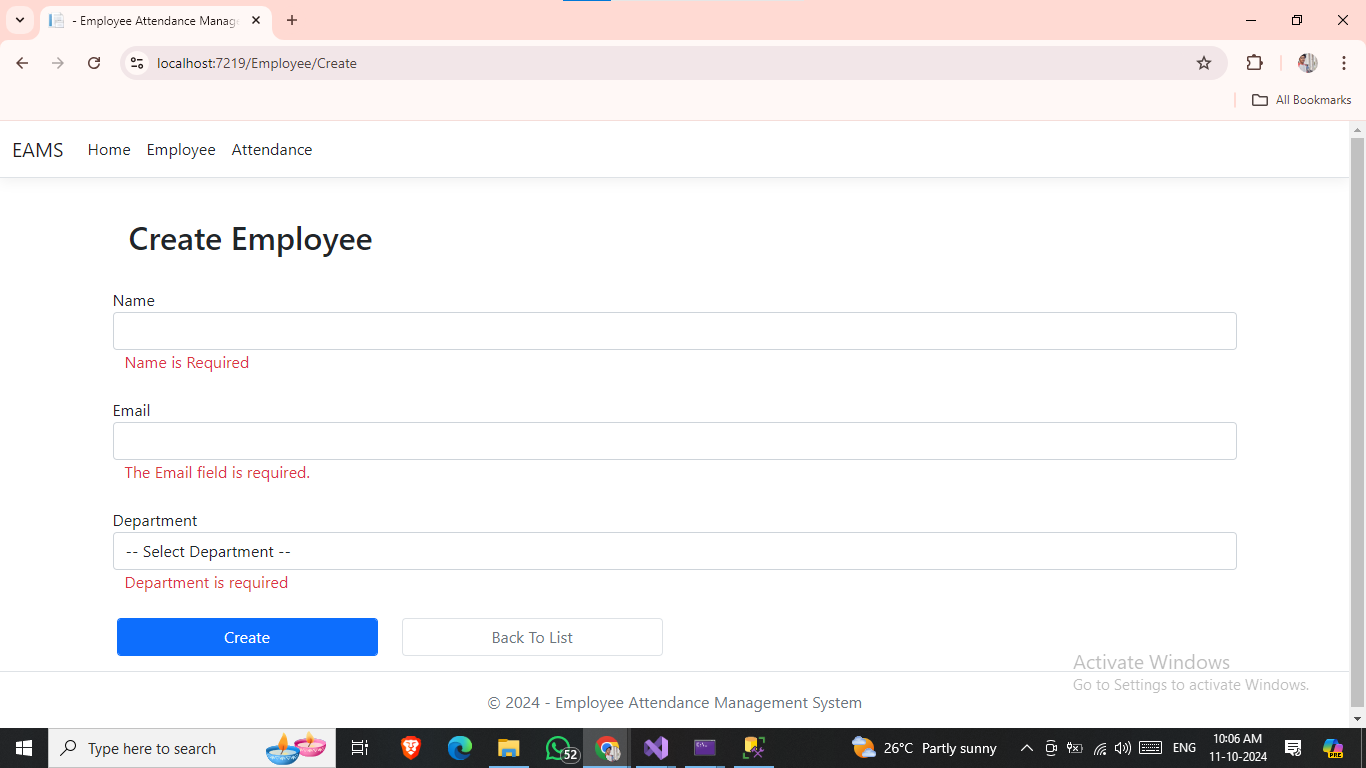 - Employee Attendance Manag
localhost:7219/Employee/Create
All Bookmarks
EAMS Home Employee Attendance
Create Employee
Name
Name is Required
Email
The Email field is required.
Department
-- Select Department --
Department is required
Create Back To List
Activate Windows
Go to Settings to activate Windows.
© 2024 - Employee Attendance Management System
Type here to search
52
26°C Partly sunny
ENG
10:06 AM
11-10-2024
PRE